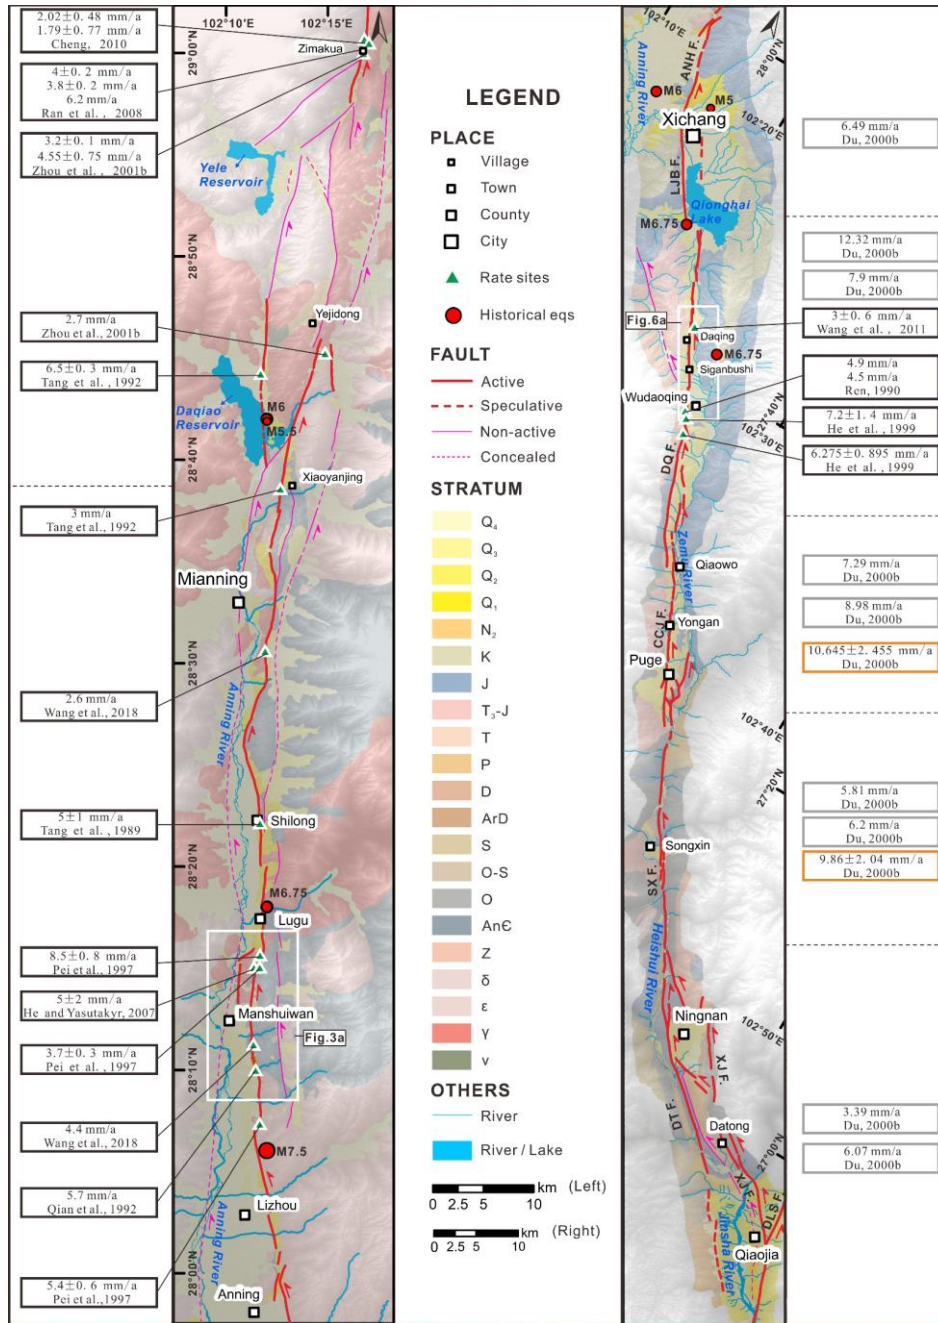 2.02±0.48 mm/a
1.79±0.77 mm/a
Cheng, 2010
4±0.2 mm/a
3.8±0.2 mm/a
6.2 mm/a
Ran et al., 2008
3.2±0.1 mm/a
4.55±0.75 mm/a
Zhou et al., 2001b
2.7 mm/a
Zhou et al., 2001b
6.5±0.3 mm/a
Tang et al., 1992
3 mm/a
Tang et al., 1992
2.6 mm/a
Wang et al., 2018
5±1 mm/a
Tang et al., 1989
8.5±0.8 mm/a
Pei et al., 1997
5±2 mm/a
He and Yasutakyr, 2007
3.7±0.3 mm/a
Pei et al., 1997
4.4 mm/a
Wang et al., 2018
5.7 mm/a
Qian et al., 1992
5.4±0.6 mm/a
Pei et al., 1997
102°10'E
102°15'E
29°00'N
Zimakua
Yele
Reservoir
28°50'N
Yejidong
Daqiao
Reservoir
M6
M5.5
28°40'N
Xiaoyanjing
Mianning
28°30'N
Anning River
Shilong
28°20'N
M6.75
Lugu
Manshuiwan
Fig.3a
28°10'N
M7.5
Lizhou
Anning River
28°00'N
Anning
LEGEND
PLACE
Village
Town
County
City
Rate sites
Historical eqs
FAULT
Active
Speculative
Non-active
Concealed
STRATUM
Q₄
Q₃
Q₂
Q₁
N₂
K
J
T₃-J
T
P
D
ArD
S
O-S
O
AnЄ
Z
δ
ε
γ
ν
OTHERS
River
River / Lake
km (Left)
0 2.5 5 10
km (Right)
0 2.5 5 10
102°10'E
28°00'N
Anning River
ANH F.
M6
M5
Xichang
102°20'E
LJB F.
Qionghai
Lake
M6.75
Fig.6a
Daqing
M6.75
Siganbushi
Wudaoqing
27°40'N
102°30'E
DQ F.
Zemu River
Qiaowo
CCJ F.
Yongan
Puge
102°40'E
27°20'N
Songxin
SX F.
Heishui River
Ningnan
102°50'E
XJ F.
DT F.
Datong
27°00'N
XJ F.
DLS F.
Jinsha River
Qiaojia
6.49 mm/a
Du, 2000b
12.32 mm/a
Du, 2000b
7.9 mm/a
Du, 2000b
3±0.6 mm/a
Wang et al., 2011
4.9 mm/a
4.5 mm/a
Ren, 1990
7.2±1.4 mm/a
He et al., 1999
6.275±0.895 mm/a
He et al., 1999
7.29 mm/a
Du, 2000b
8.98 mm/a
Du, 2000b
10.645±2.455 mm/a
Du, 2000b
5.81 mm/a
Du, 2000b
6.2 mm/a
Du, 2000b
9.86±2.04 mm/a
Du, 2000b
3.39 mm/a
Du, 2000b
6.07 mm/a
Du, 2000b